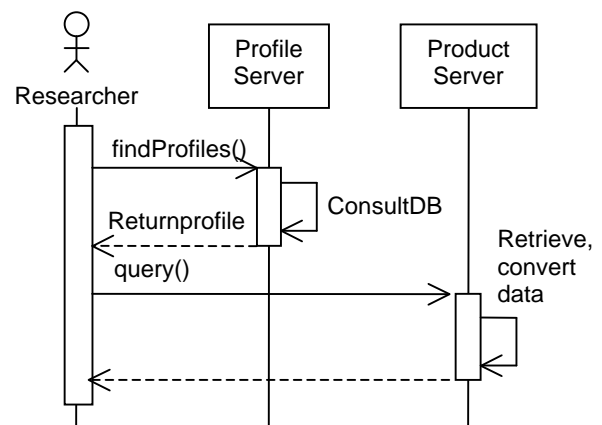 Profile
Server
Product
Server
Researcher
findProfiles()
ConsultDB
Returnprofile
Retrieve,
convert
data
query()